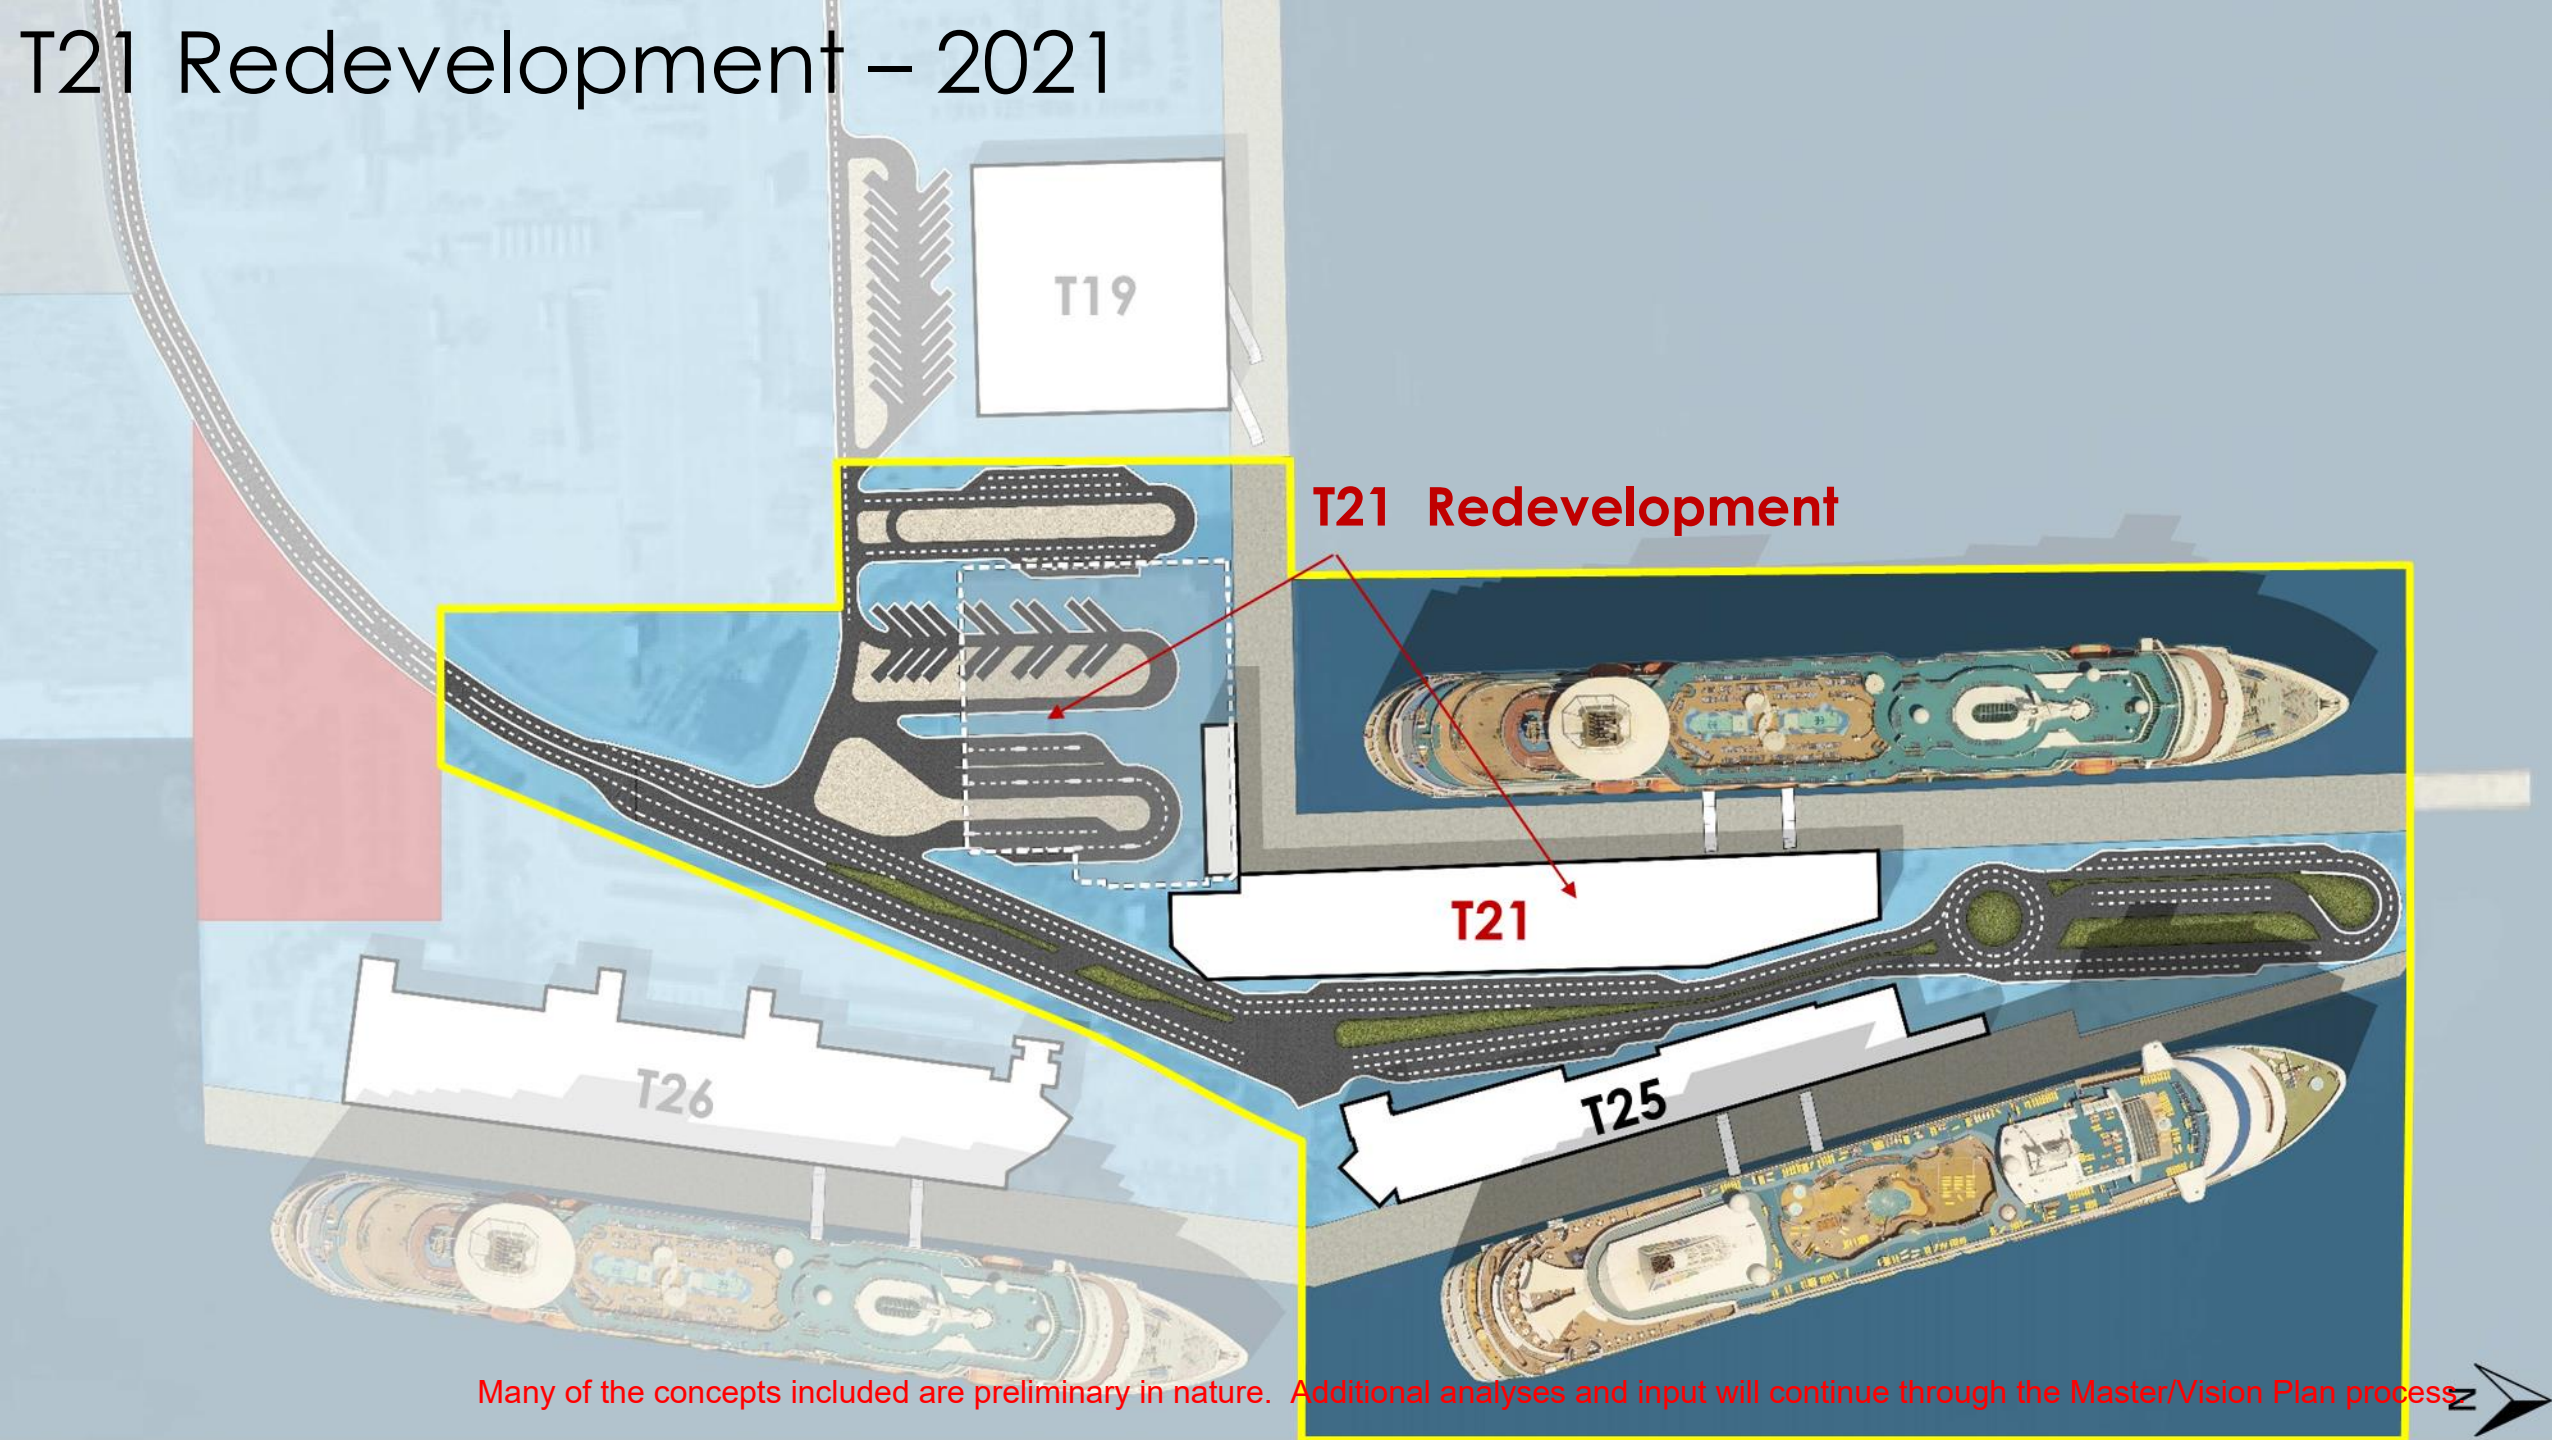 T21 Redevelopment – 2021
T19
T21 Redevelopment
T21
T26
T25
Many of the concepts included are preliminary in nature. Additional analyses and input will continue through the Master/Vision Plan process.
N